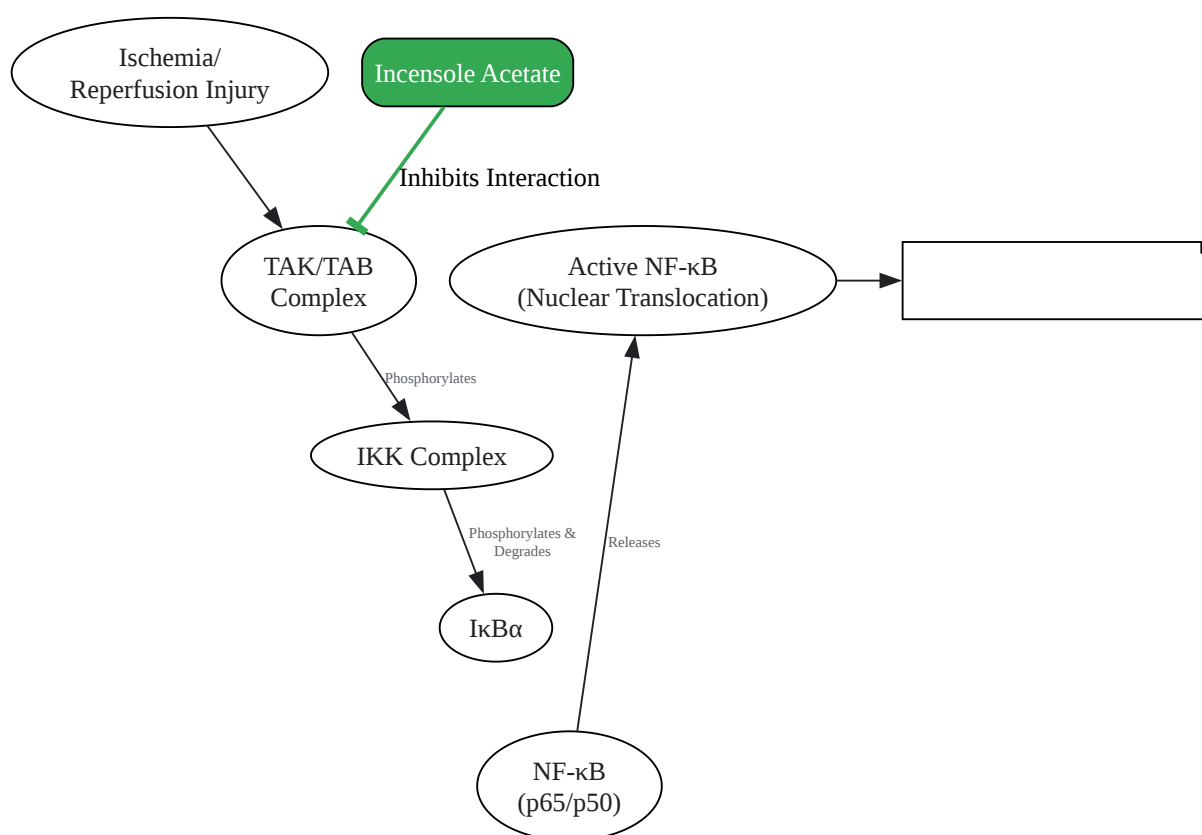 Ischemia/
Reperfusion Injury
Incensole Acetate
Inhibits Interaction
TAK/TAB
Complex
Active NF-κB
(Nuclear Translocation)
Phosphorylates
IKK Complex
Phosphorylates &
Degrades
Releases
IκBα
NF-κB
(p65/p50)